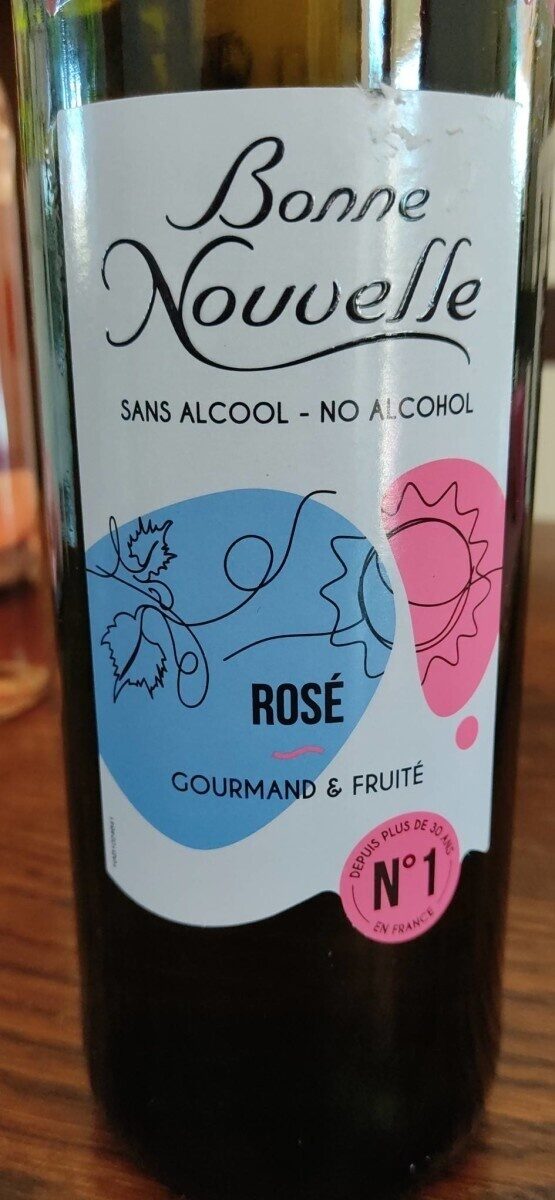 Bonne
Nouvelle
SANS ALCOOL - NO ALCOHOL
ROSÉ
GOURMAND & FRUITÉ
DEPUIS PLUS DE 30 ANS
N°1
EN FRANCE